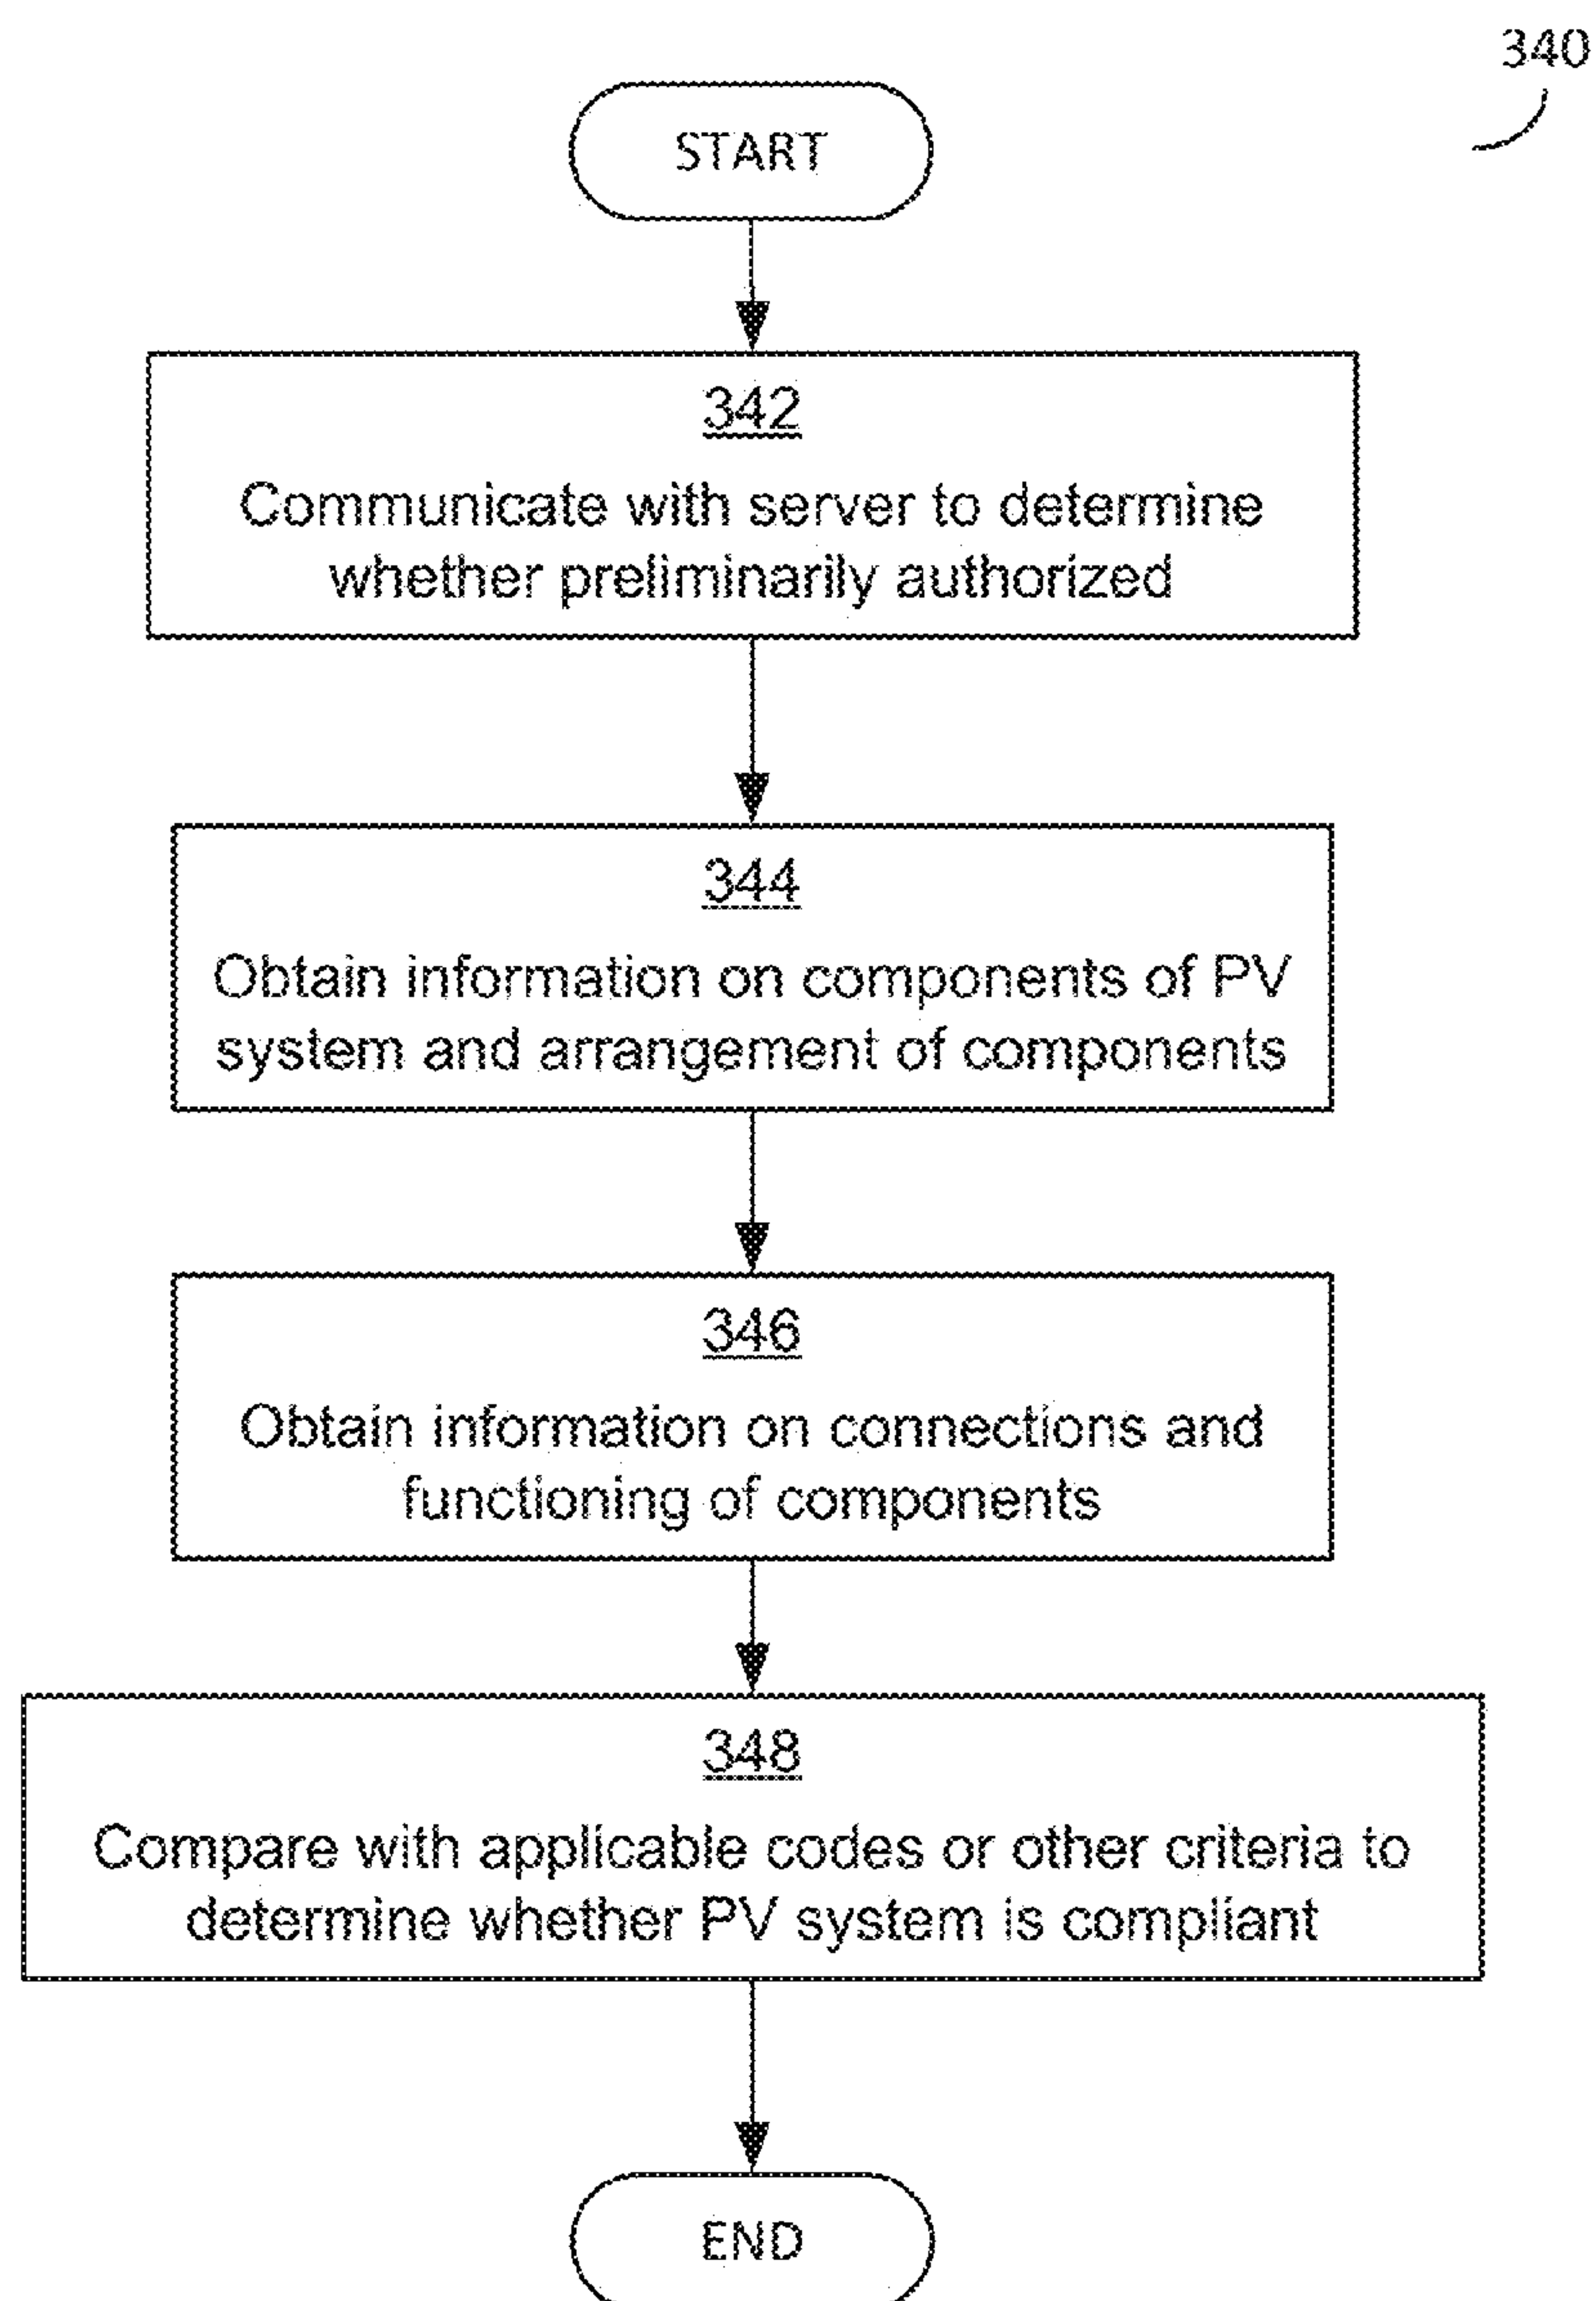 340
START
342
Communicate with server to determine
whether preliminarily authorized
344
Obtain information on components of PV
system and arrangement of components
346
Obtain information on connections and
functioning of components
348
Compare with applicable codes or other criteria to
determine whether PV system is compliant
END